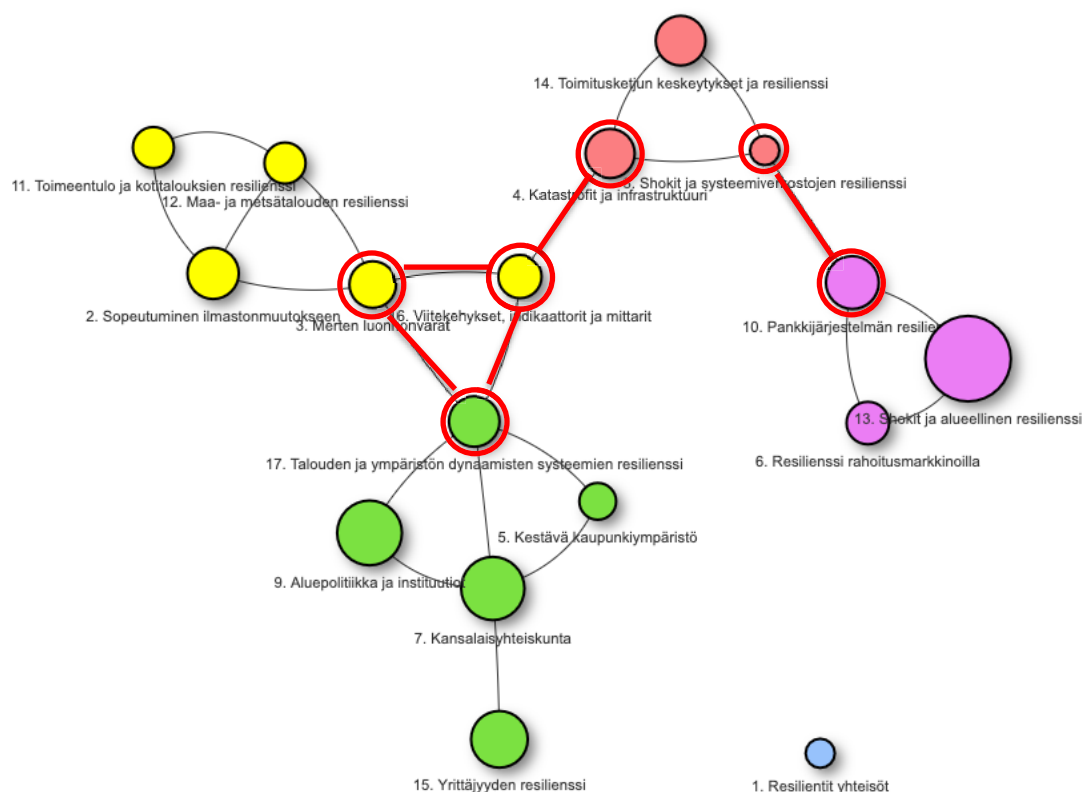 14. Toimitusketjun keskeytykset ja resilienssi
11. Toimeentulo ja kotitalouksien resilienssi
Shokit ja resilienssi
12. Maa- ja metsätalouden resilienssi
4. Katastrofit ja infrastruktuuri
2. Sopeutuminen ilmastonmuutokseen
Viitekehykset, indikaattorit ja mittarit
3. Merten luonnonvarat
10. Pankkijärjestelmän
13. Shokit ja alueellinen resilienssi
6. Resilienssi rahoitusmarkkinoilla
17. Talouden ja ympäristön dynaamisten systeemien resilienssi
5. Kestävä kaupunkiympäristö
9. Aluepolitiikka ja instituutiot
7. Kansalaisyhteiskunta
15. Yrittäjyyden resilienssi
1. Resilientit yhteisöt